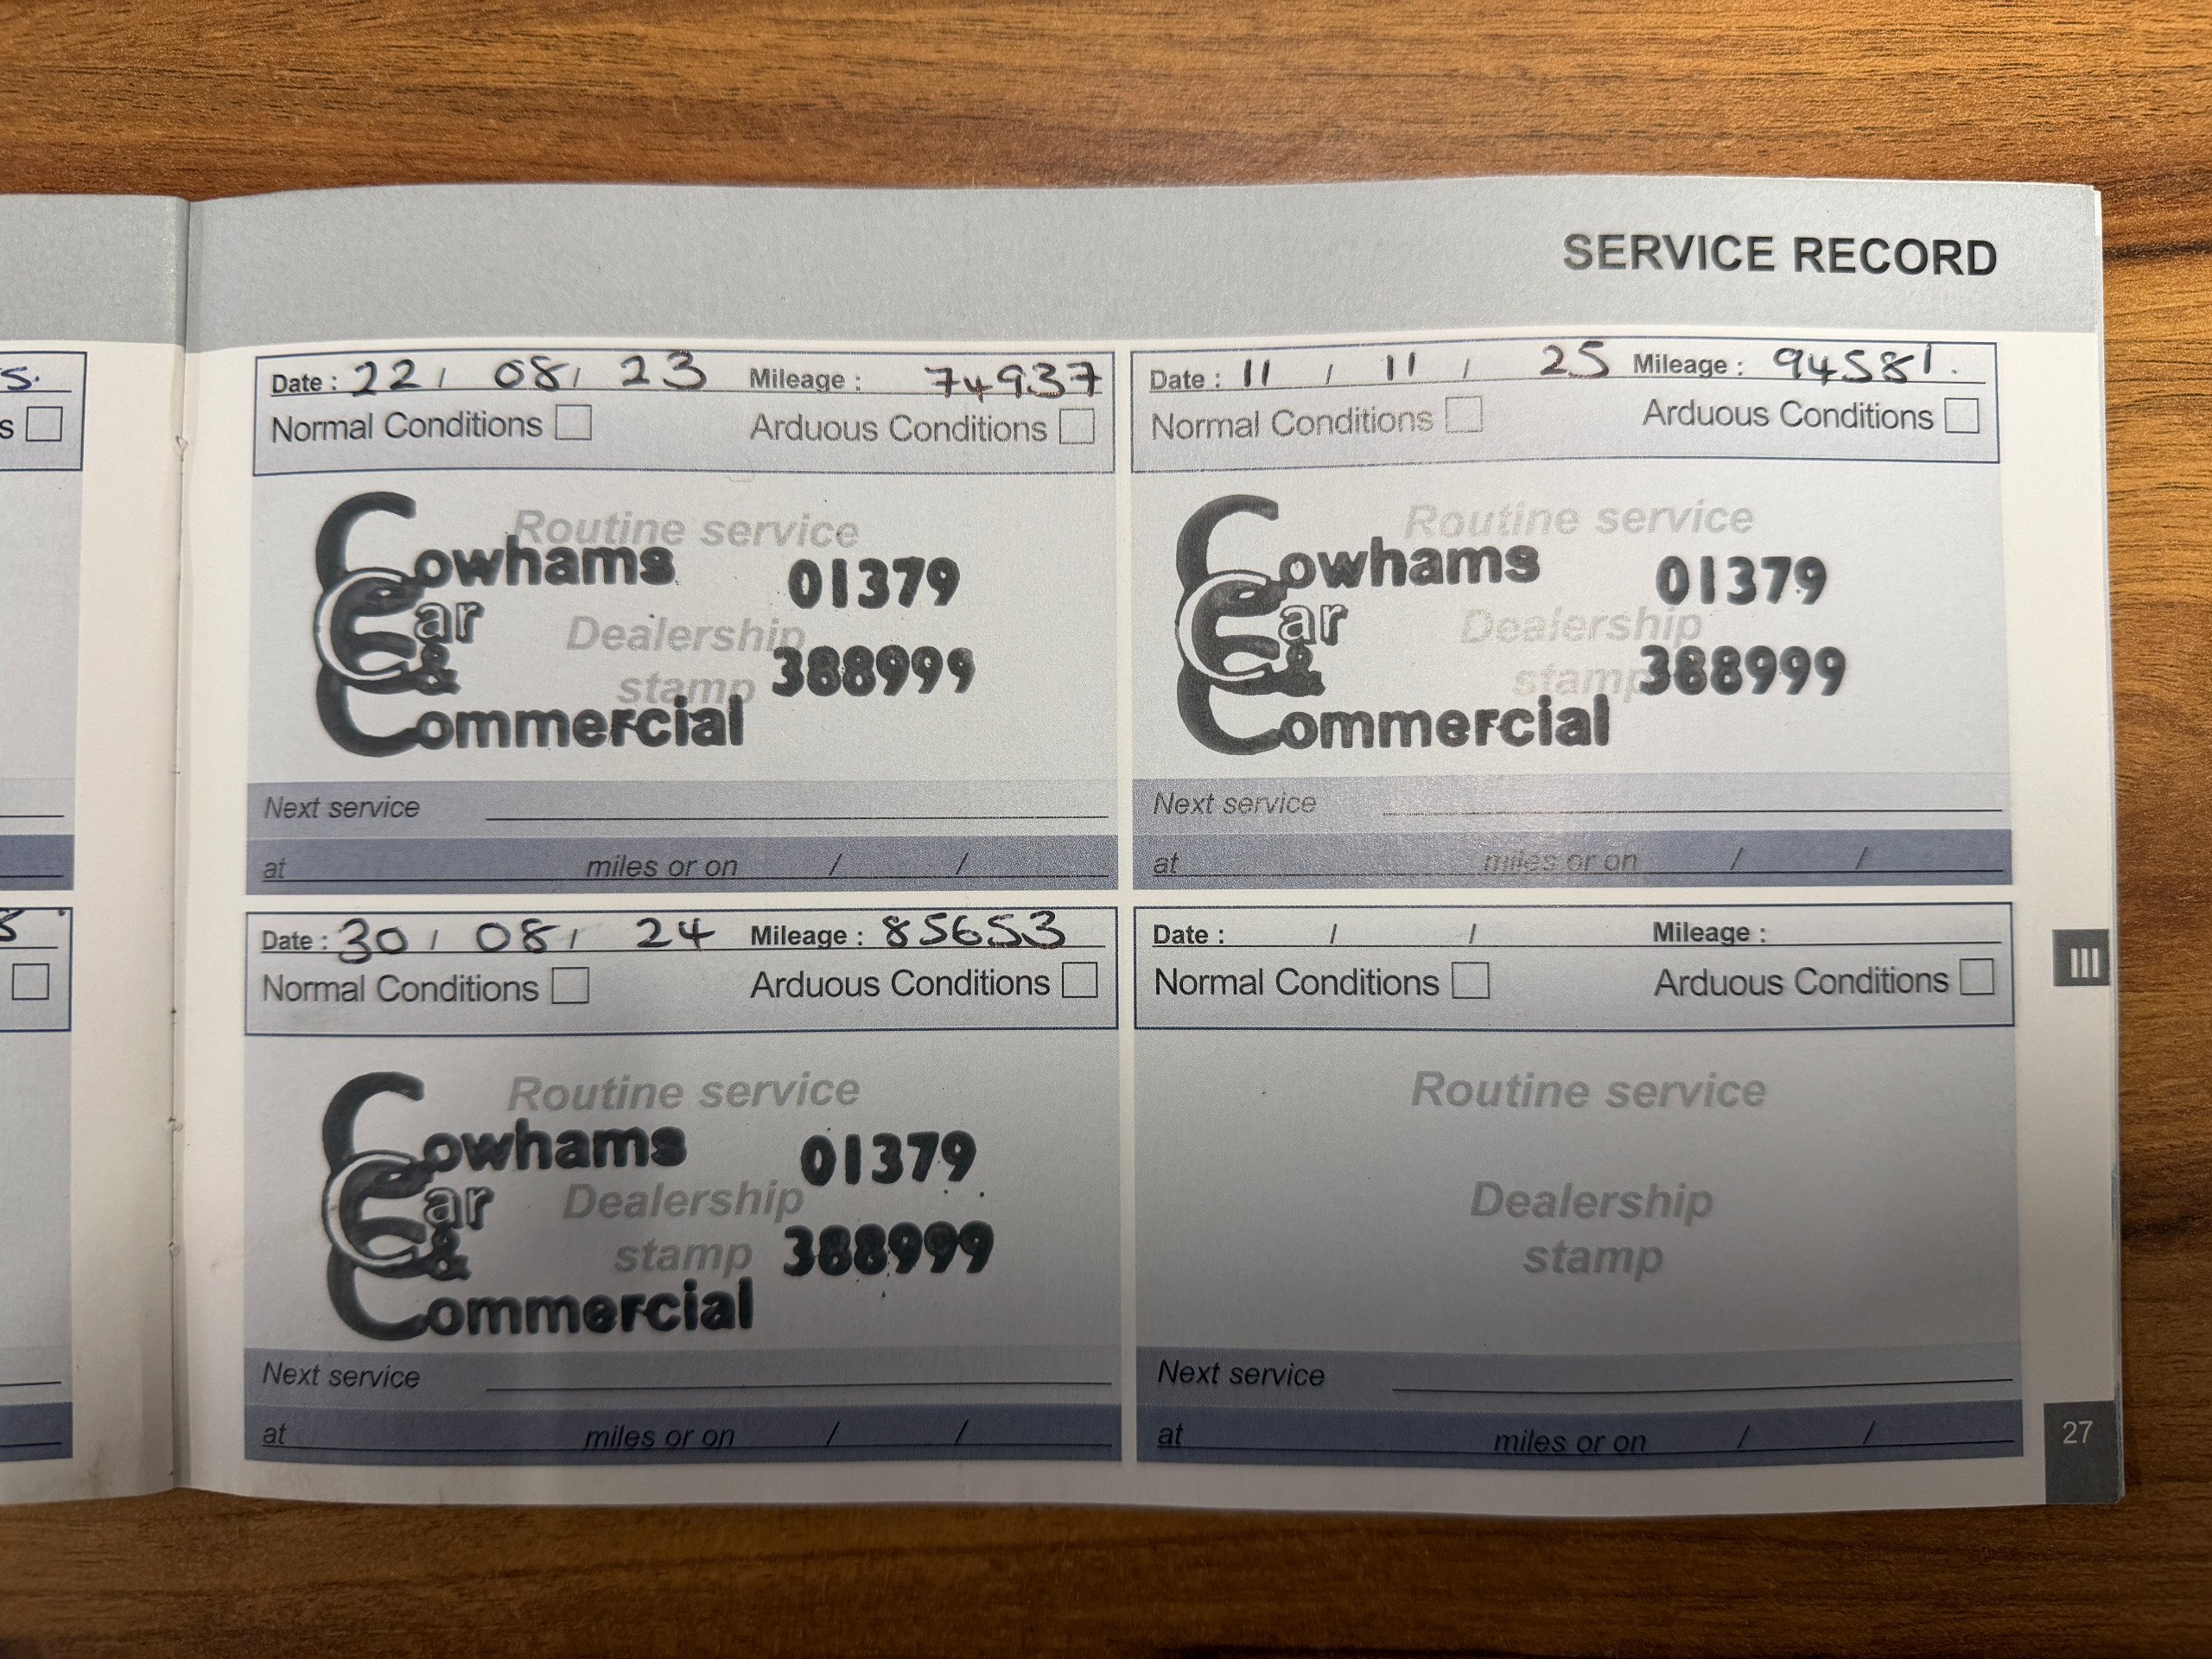 SERVICE RECORD
s.
s
Date : 22 / 08 / 23 Mileage : 74937
Normal Conditions Arduous Conditions
Routine service
Cowhams 01379
Car
Dealership
& 388999
stamp
Commercial
Next service
at miles or on / /
Date : 11 / 11 / 25 Mileage : 94581.
Normal Conditions Arduous Conditions
Routine service
Cowhams 01379
Car
Dealership
& 388999
stamp
Commercial
Next service
at miles or on / /
Date : 30 / 08 / 24 Mileage : 85653
Normal Conditions Arduous Conditions
Routine service
Cowhams 01379
Car
Dealership
& 388999
stamp
Commercial
Next service
at miles or on / /
Date : / / Mileage :
Normal Conditions Arduous Conditions
Routine service
Dealership
stamp
Next service
at miles or on / /
III
27